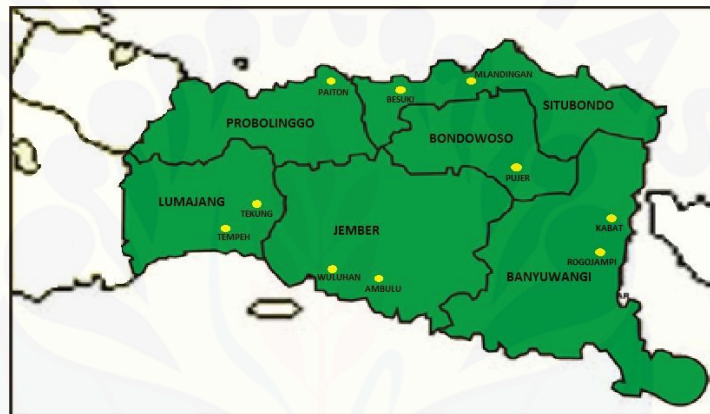 MLANDINGAN
PAITON
BESUKI
SITUBONDO
PROBOLINGGO
BONDOWOSO
PUJER
LUMAJANG
TEKUNG
KABAT
TEMPEH
JEMBER
ROGOJAMPI
WULUHAN
BANYUWANGI
AMBULU